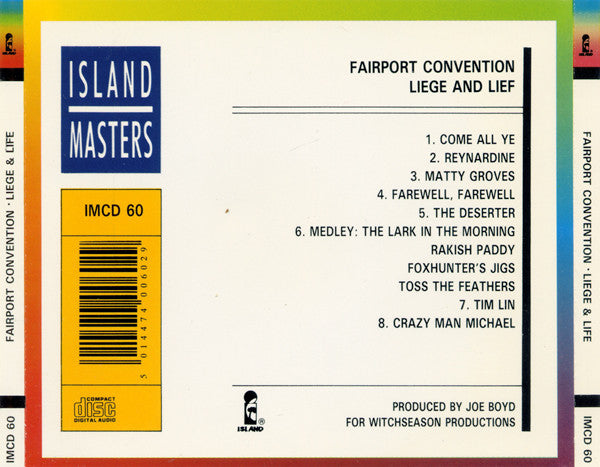 FAIRPORT CONVENTION · LIEGE & LIFE
IMCD 60
ISLAND
MASTERS
IMCD 60
5 014474 006029
COMPACT
disc
DIGITAL AUDIO
FAIRPORT CONVENTION
LIEGE AND LIEF
1. COME ALL YE
2. REYNARDINE
3. MATTY GROVES
4. FAREWELL, FAREWELL
5. THE DESERTER
6. MEDLEY: THE LARK IN THE MORNING
RAKISH PADDY
FOXHUNTER'S JIGS
TOSS THE FEATHERS
7. TIM LIN
8. CRAZY MAN MICHAEL
ISLAND
®
PRODUCED BY JOE BOYD
FOR WITCHSEASON PRODUCTIONS
FAIRPORT CONVENTION · LIEGE & LIFE
IMCD 60